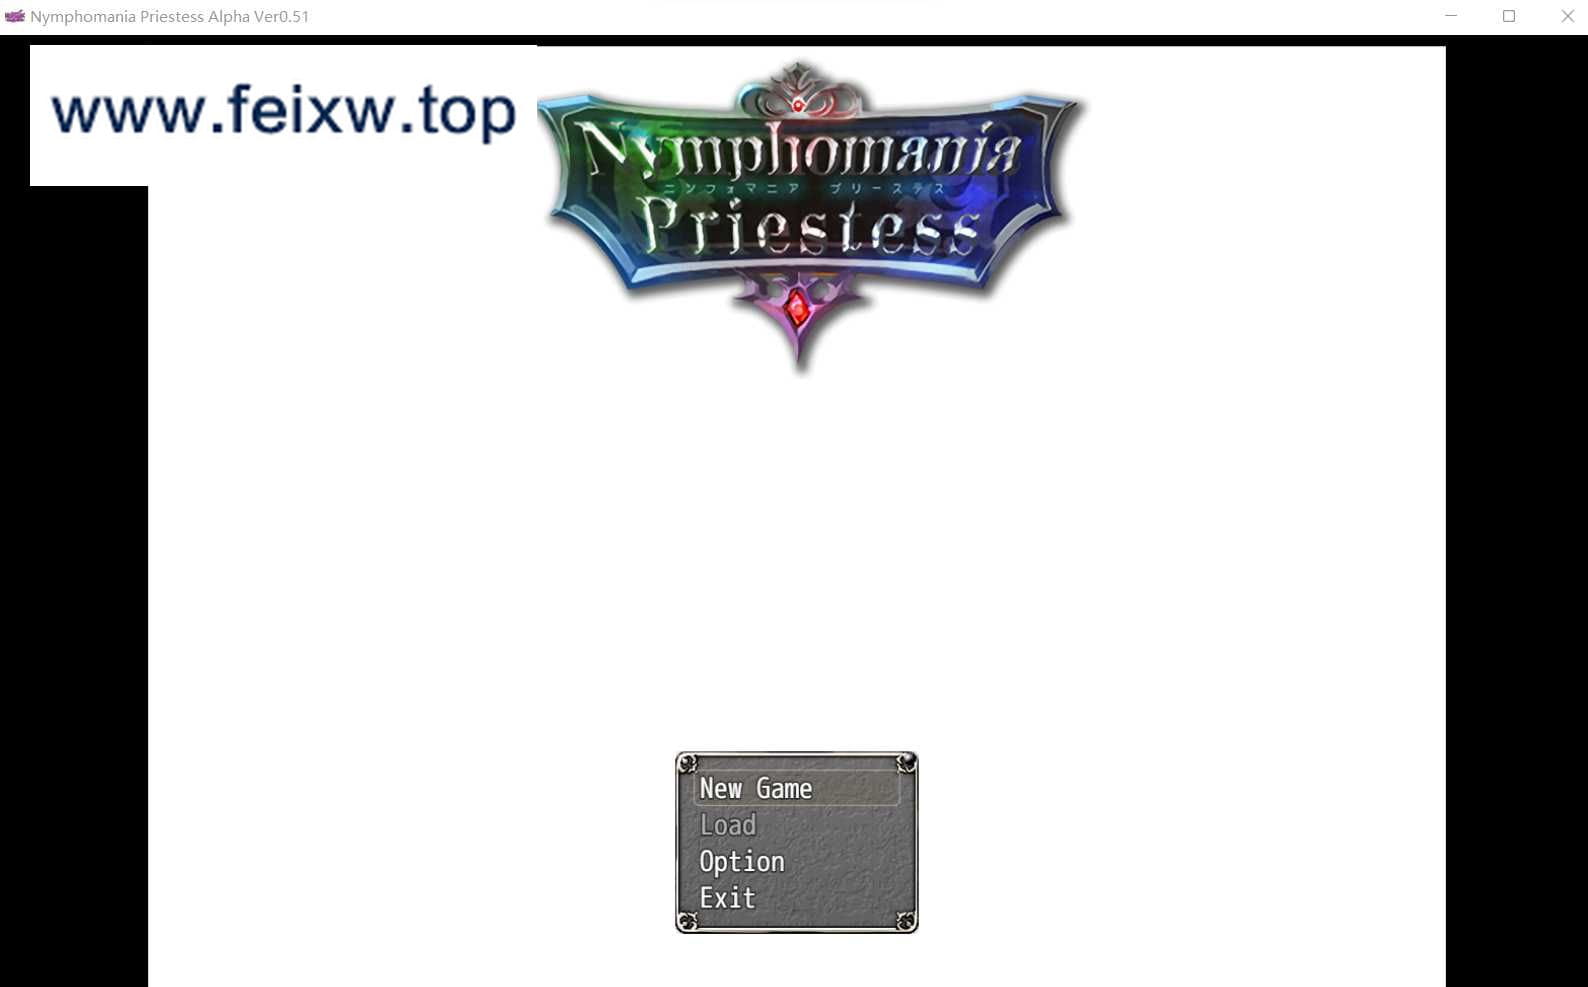 Nymphomania Priestess Alpha Ver0.51
www.feixw.top
Nymphomania
ニンフォマニア プリーステス
Priestess
New Game
Load
Option
Exit